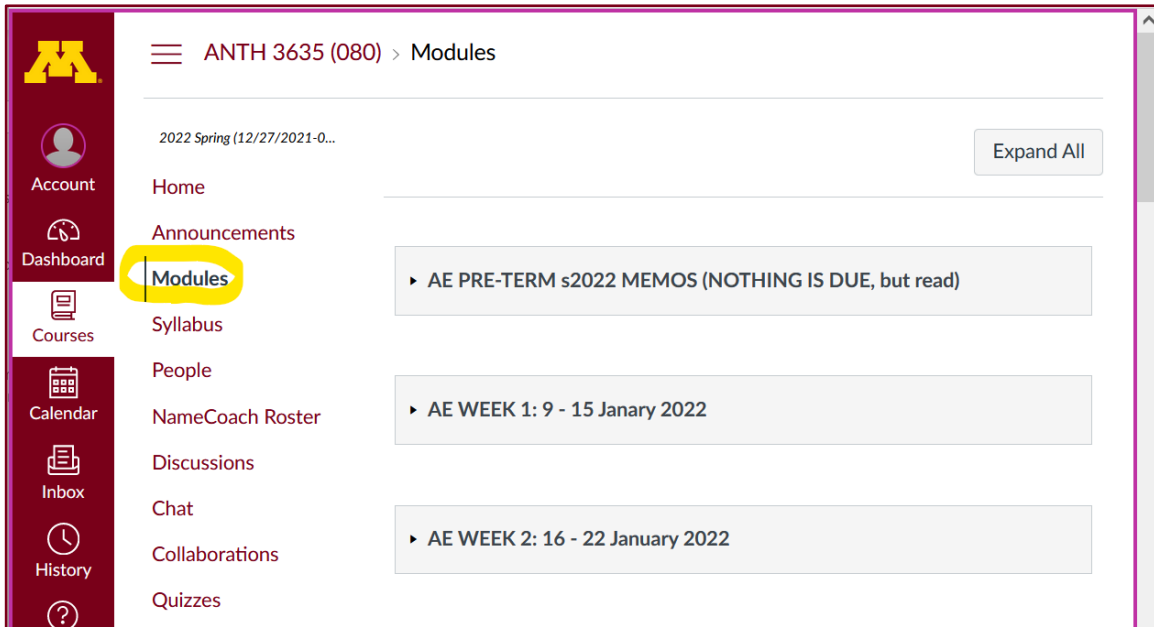 M
ANTH 3635 (080) > Modules
Account
Dashboard
Courses
Calendar
Inbox
History
2022 Spring (12/27/2021-0...
Home
Announcements
Modules
Syllabus
People
NameCoach Roster
Discussions
Chat
Collaborations
Quizzes
Expand All
AE PRE-TERM s2022 MEMOS (NOTHING IS DUE, but read)
AE WEEK 1: 9 - 15 Janary 2022
AE WEEK 2: 16 - 22 January 2022